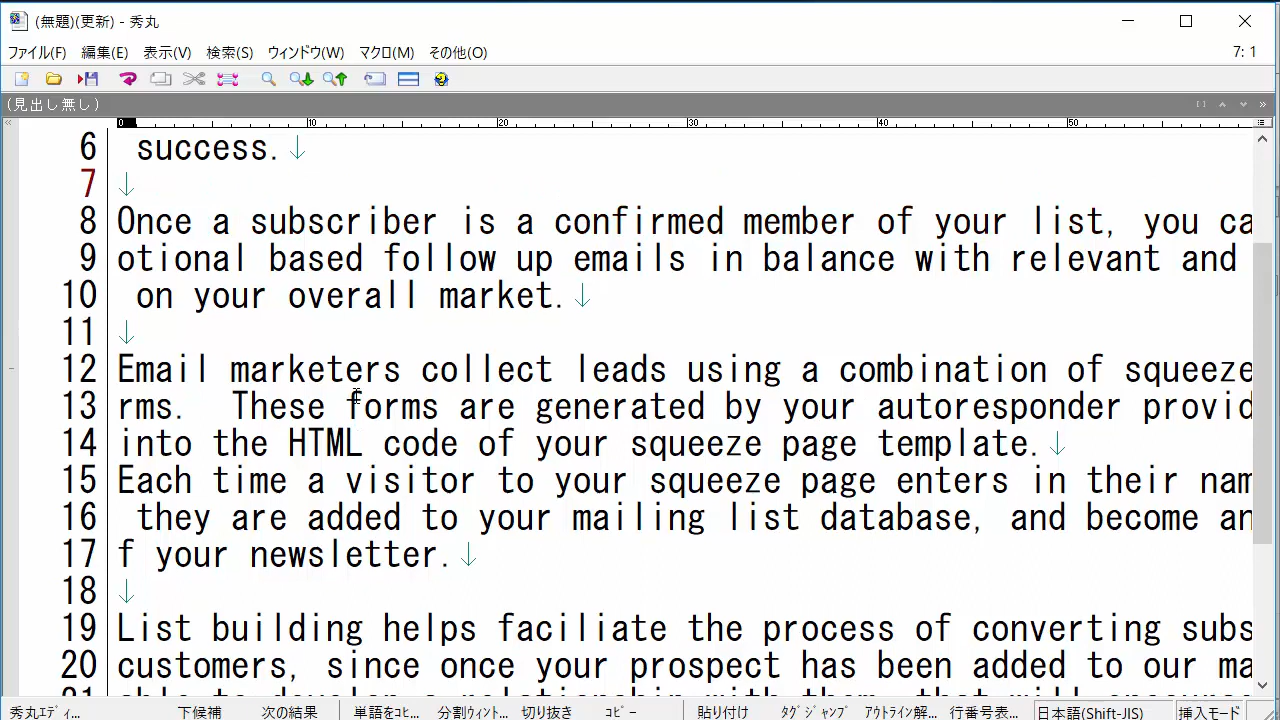 (無題)(更新) - 秀丸
ファイル(F) 編集(E) 表示(V) 検索(S) ウィンドウ(W) マクロ(M) その他(O) 7: 1
(見出し無し)
0 10 20 30 40 50
6 success.↓
7 ↓
8 Once a subscriber is a confirmed member of your list, you ca
9 otional based follow up emails in balance with relevant and
10 on your overall market.↓
11 ↓
12 Email marketers collect leads using a combination of squeeze
13 rms.  These forms are generated by your autoresponder provid
14 into the HTML code of your squeeze page template.↓
15 Each time a visitor to your squeeze page enters in their nam
16 they are added to your mailing list database, and become an
17 f your newsletter.↓
18 ↓
19 List building helps faciliate the process of converting subs
20 customers, since once your prospect has been added to our ma
秀丸エディ... 下候補 次の結果 単語をコピ... 分割ウィント... 切り抜き コピー 貼り付け タグジャンプ アウトライン解... 行番号表... 日本語(Shift-JIS) 挿入モード